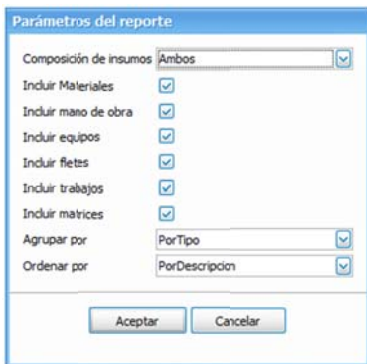 Parámetros del reporte
Composición de insumos Ambos
Incluir Materiales
Incluir mano de obra
Incluir equipos
Incluir fletes
Incluir trabajos
Incluir matrices
Agrupar por PorTipo
Ordenar por PorDescripcion
Aceptar Cancelar